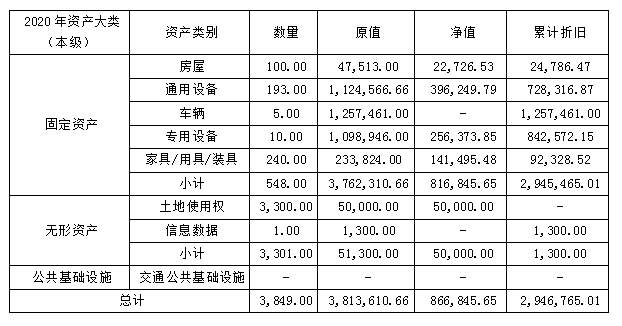 2020年资产大类（本级） 资产类别 数量 原值 净值 累计折旧
固定资产 房屋 100.00 47,513.00 22,726.53 24,786.47
通用设备 193.00 1,124,566.66 396,249.79 728,316.87
车辆 5.00 1,257,461.00 - 1,257,461.00
专用设备 10.00 1,098,946.00 256,373.85 842,572.15
家具/用具/装具 240.00 233,824.00 141,495.48 92,328.52
小计 548.00 3,762,310.66 816,845.65 2,945,465.01
无形资产 土地使用权 3,300.00 50,000.00 50,000.00 -
信息数据 1.00 1,300.00 - 1,300.00
小计 3,301.00 51,300.00 50,000.00 1,300.00
公共基础设施 交通公共基础设施 - - - -
总计 3,849.00 3,813,610.66 866,845.65 2,946,765.01